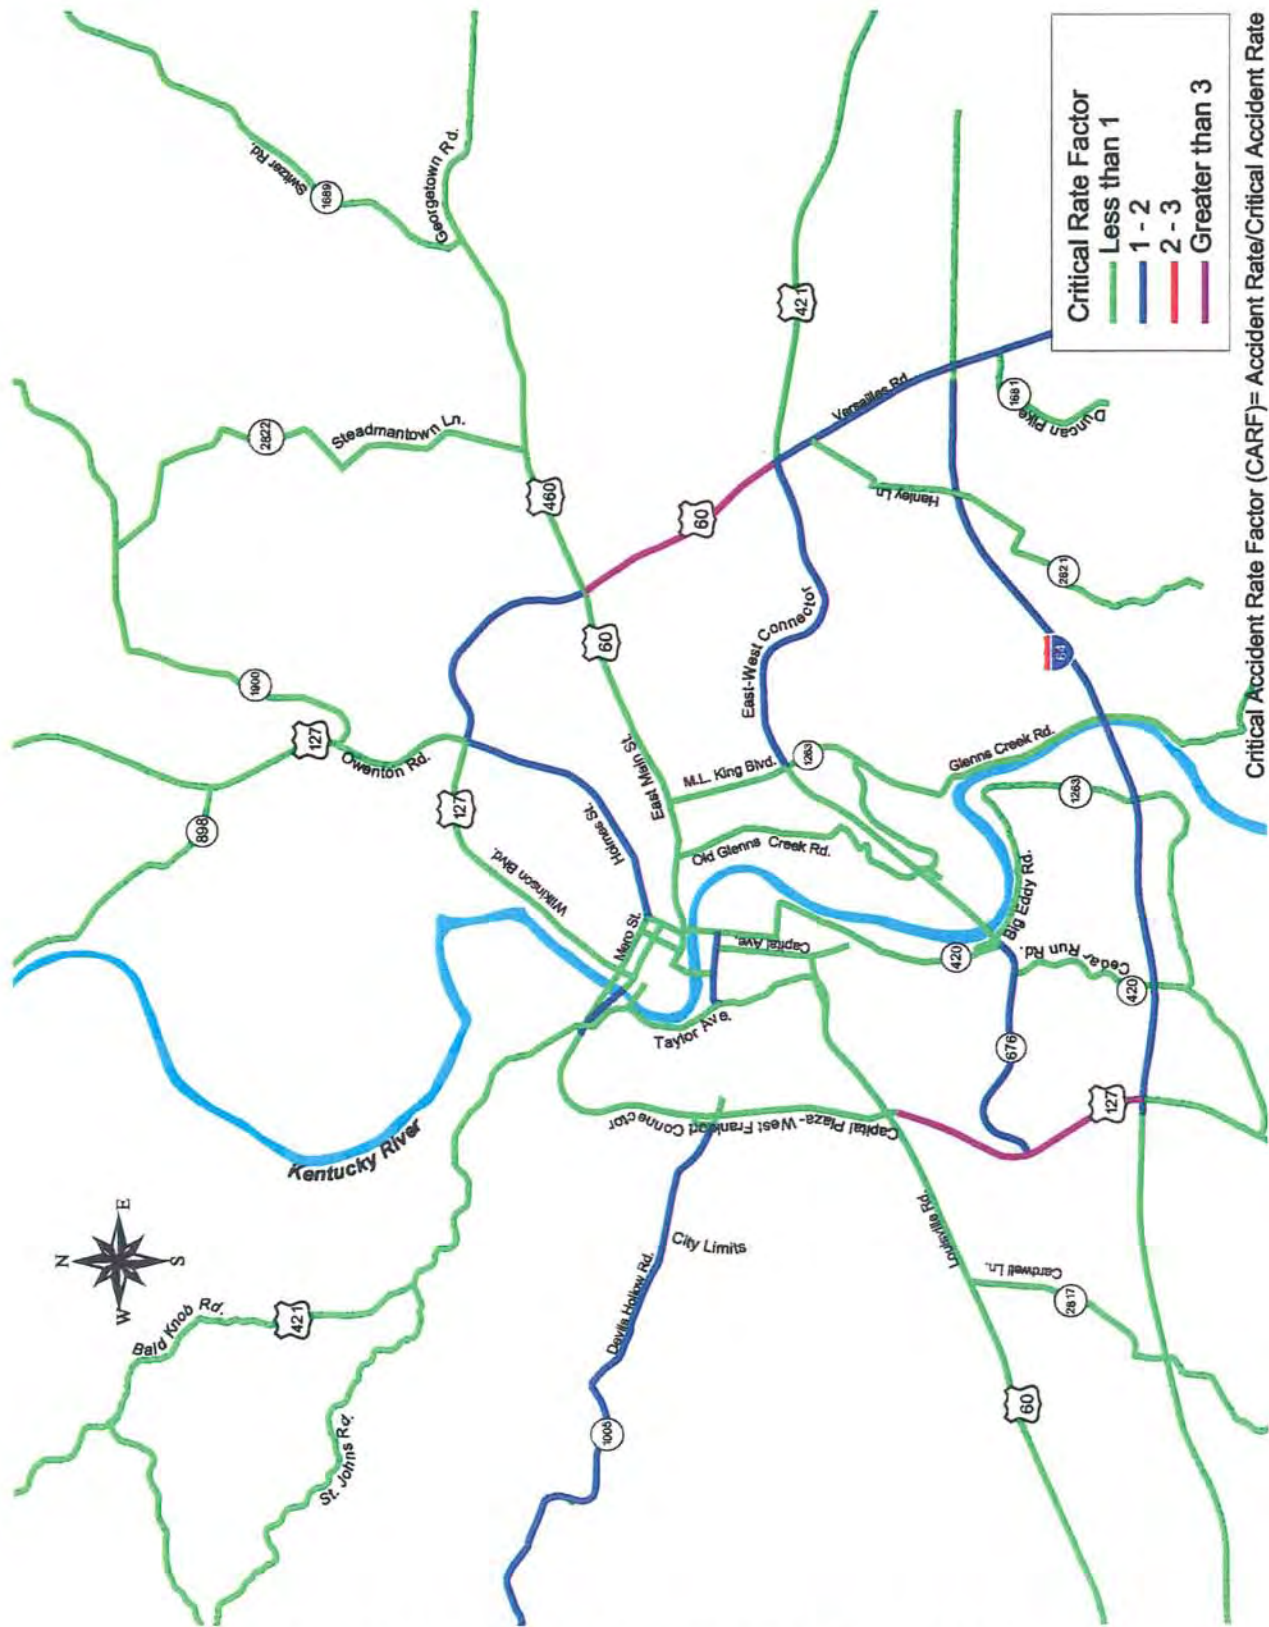 N
E
S
W
Bald Knob Rd.
421
St. Johns Rd.
Kentucky River
898
127
Owenton Rd.
1900
2822
Steadmantown Ln.
Switzer Rd.
1689
Georgetown Rd.
460
127
Wilkinson Blvd.
Holmes St.
Mero St.
East Main St.
60
60
M.L. King Blvd.
Old Glenns Creek Rd.
East-West Connector
1263
Glenns Creek Rd.
421
Versailles Rd.
Hanley Ln
1681
Duncan Pike
2821
64
1263
Big Eddy Rd.
420
Cedar Run Rd.
420
Capital Ave.
Taylor Ave.
676
127
Capital Plaza-West Frankfort Connector
Devils Hollow Rd.
City Limits
1005
Louisville Rd.
Cardwell Ln.
2817
60
Critical Rate Factor
Less than 1
1 - 2
2 - 3
Greater than 3
Critical Accident Rate Factor (CARF)= Accident Rate/Critical Accident Rate